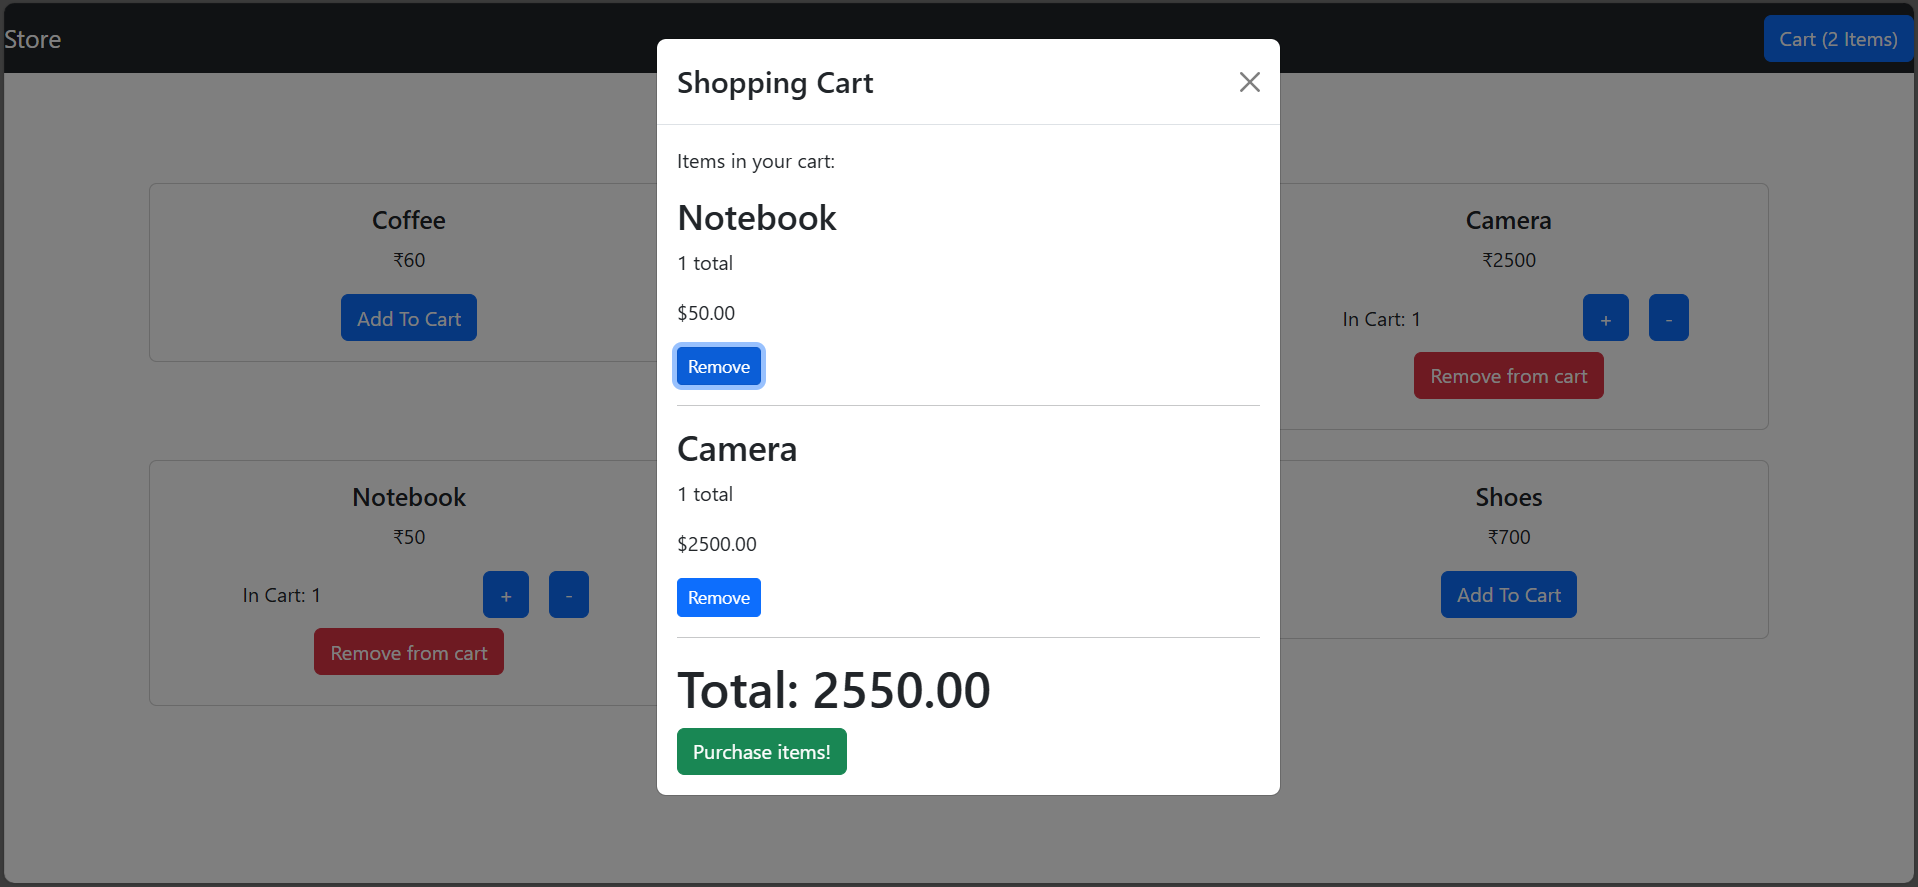 Store
Cart (2 Items)
Shopping Cart
Items in your cart:
Notebook
1 total
$50.00
Remove
Camera
1 total
$2500.00
Remove
Total: 2550.00
Purchase items!
Coffee
₹60
Add To Cart
Camera
₹2500
In Cart: 1
+
-
Remove from cart
Notebook
₹50
In Cart: 1
+
-
Remove from cart
Shoes
₹700
Add To Cart